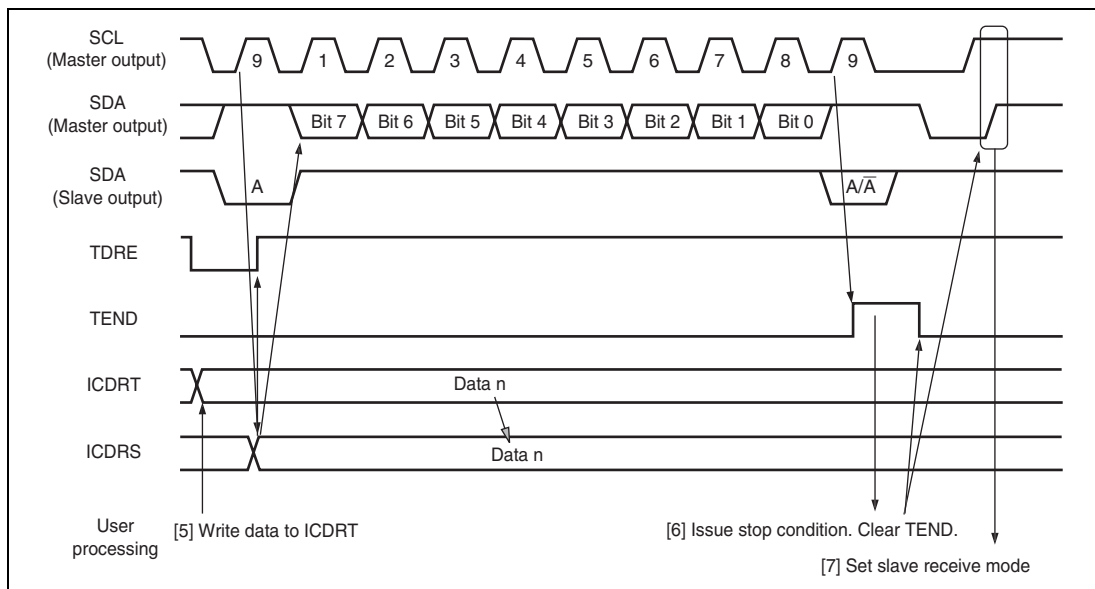 SCL
(Master output)
9 1 2 3 4 5 6 7 8 9
SDA
(Master output)
Bit 7 Bit 6 Bit 5 Bit 4 Bit 3 Bit 2 Bit 1 Bit 0
SDA
(Slave output)
A A/A̅
TDRE
TEND
ICDRT
Data n
ICDRS
Data n
User
processing
[5] Write data to ICDRT
[6] Issue stop condition. Clear TEND.
[7] Set slave receive mode